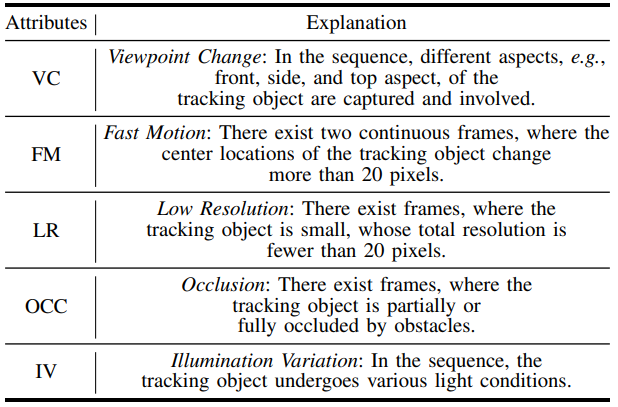 Attributes Explanation
Viewpoint Change: In the sequence, different aspects, e.g.,
VC front, side, and top aspect, of the
tracking object are captured and involved.
Fast Motion: There exist two continuous frames, where the
FM center locations of the tracking object change
more than 20 pixels.
Low Resolution: There exist frames, where the
LR tracking object is small, whose total resolution is
fewer than 20 pixels.
Occlusion: There exist frames, where the
OCC tracking object is partially or
fully occluded by obstacles.
IV Illumination Variation: In the sequence, the
tracking object undergoes various light conditions.